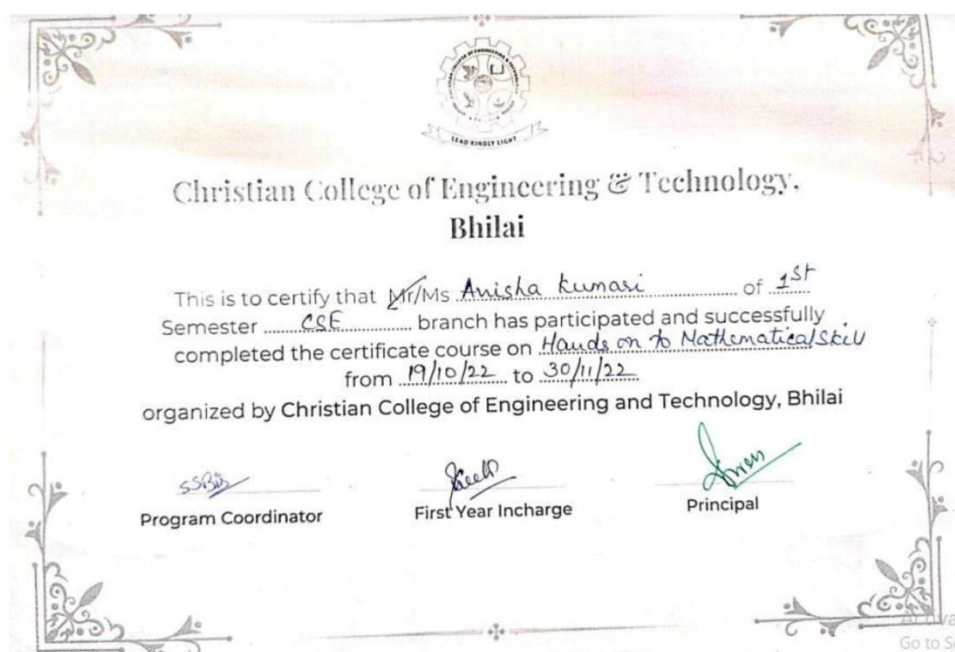 LEAD KINDLY LIGHT
Christian College of Engineering & Technology,
Bhilai
This is to certify that Mr/Ms Anisha Kumari of 1st
Semester CSE branch has participated and successfully
completed the certificate course on Hands on to Mathematical Skill
from 19/10/22 to 30/11/22
organized by Christian College of Engineering and Technology, Bhilai
Program Coordinator
First Year Incharge
Principal
Go to S